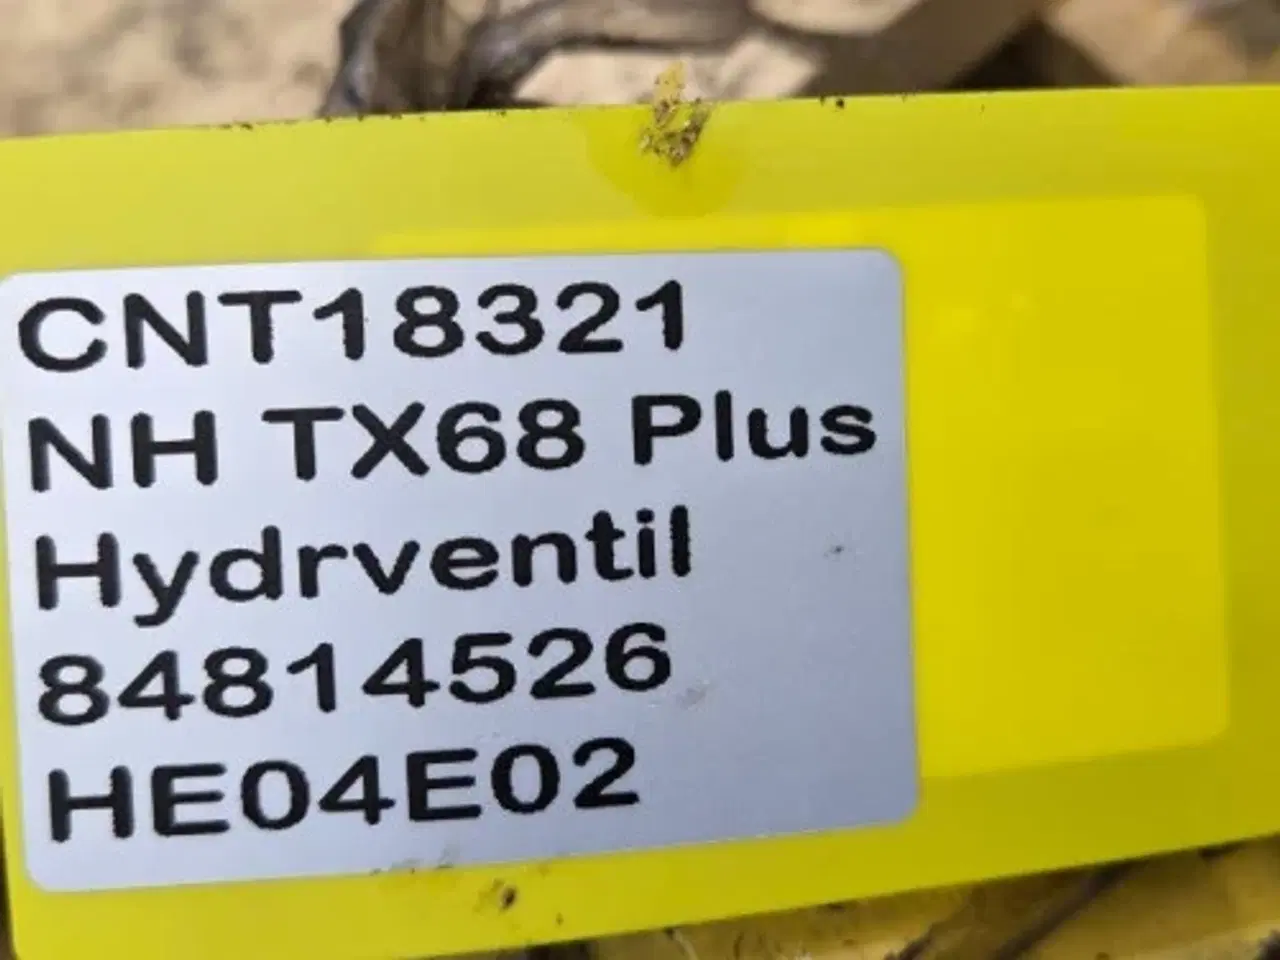 CNT18321
NH TX68 Plus
Hydrventil
84814526
HE04E02